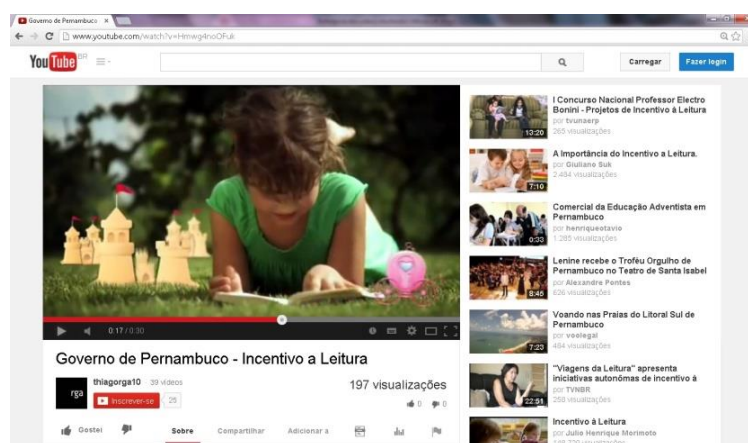 Governo de Pernambuco
www.youtube.com/watch?v=Hmwg4noOFuk
YouTube BR
Carregar
Fazer login
0:17 / 0:30
Governo de Pernambuco - Incentivo a Leitura
rga
thiagorga10 39 vídeos
Inscrever-se 25
197 visualizações
0 0
Gostei
Sobre
Compartilhar
Adicionar a
13:20
I Concurso Nacional Professor Electro
Bonini - Projetos de Incentivo à Leitura
por tvunaerp
265 visualizações
7:10
A Importância do Incentivo a Leitura.
por Giuliano Suk
2.484 visualizações
0:33
Comercial da Educação Adventista em
Pernambuco
por henriqueotavio
1.285 visualizações
8:45
Lenine recebe o Troféu Orgulho de
Pernambuco no Teatro de Santa Isabel
por Alexandre Pontes
626 visualizações
7:23
Voando nas Praias do Litoral Sul de
Pernambuco
por voolegal
464 visualizações
22:51
"Viagens da Leitura" apresenta
iniciativas autonômas de incentivo à
por TVNBR
258 visualizações
Incentivo à Leitura
por Julio Henrique Morimoto
visualizações